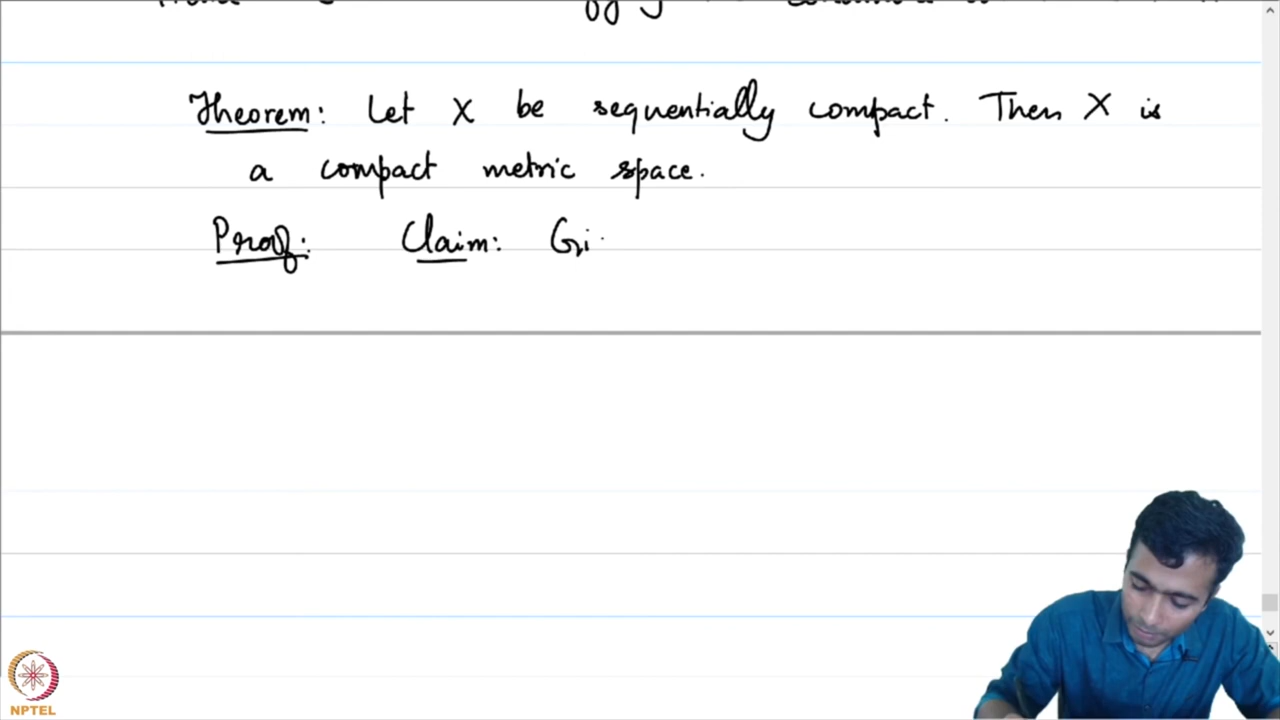 Theorem: Let X be sequentially compact. Then X is
a compact metric space.
Proof: Claim: Gi
NPTEL